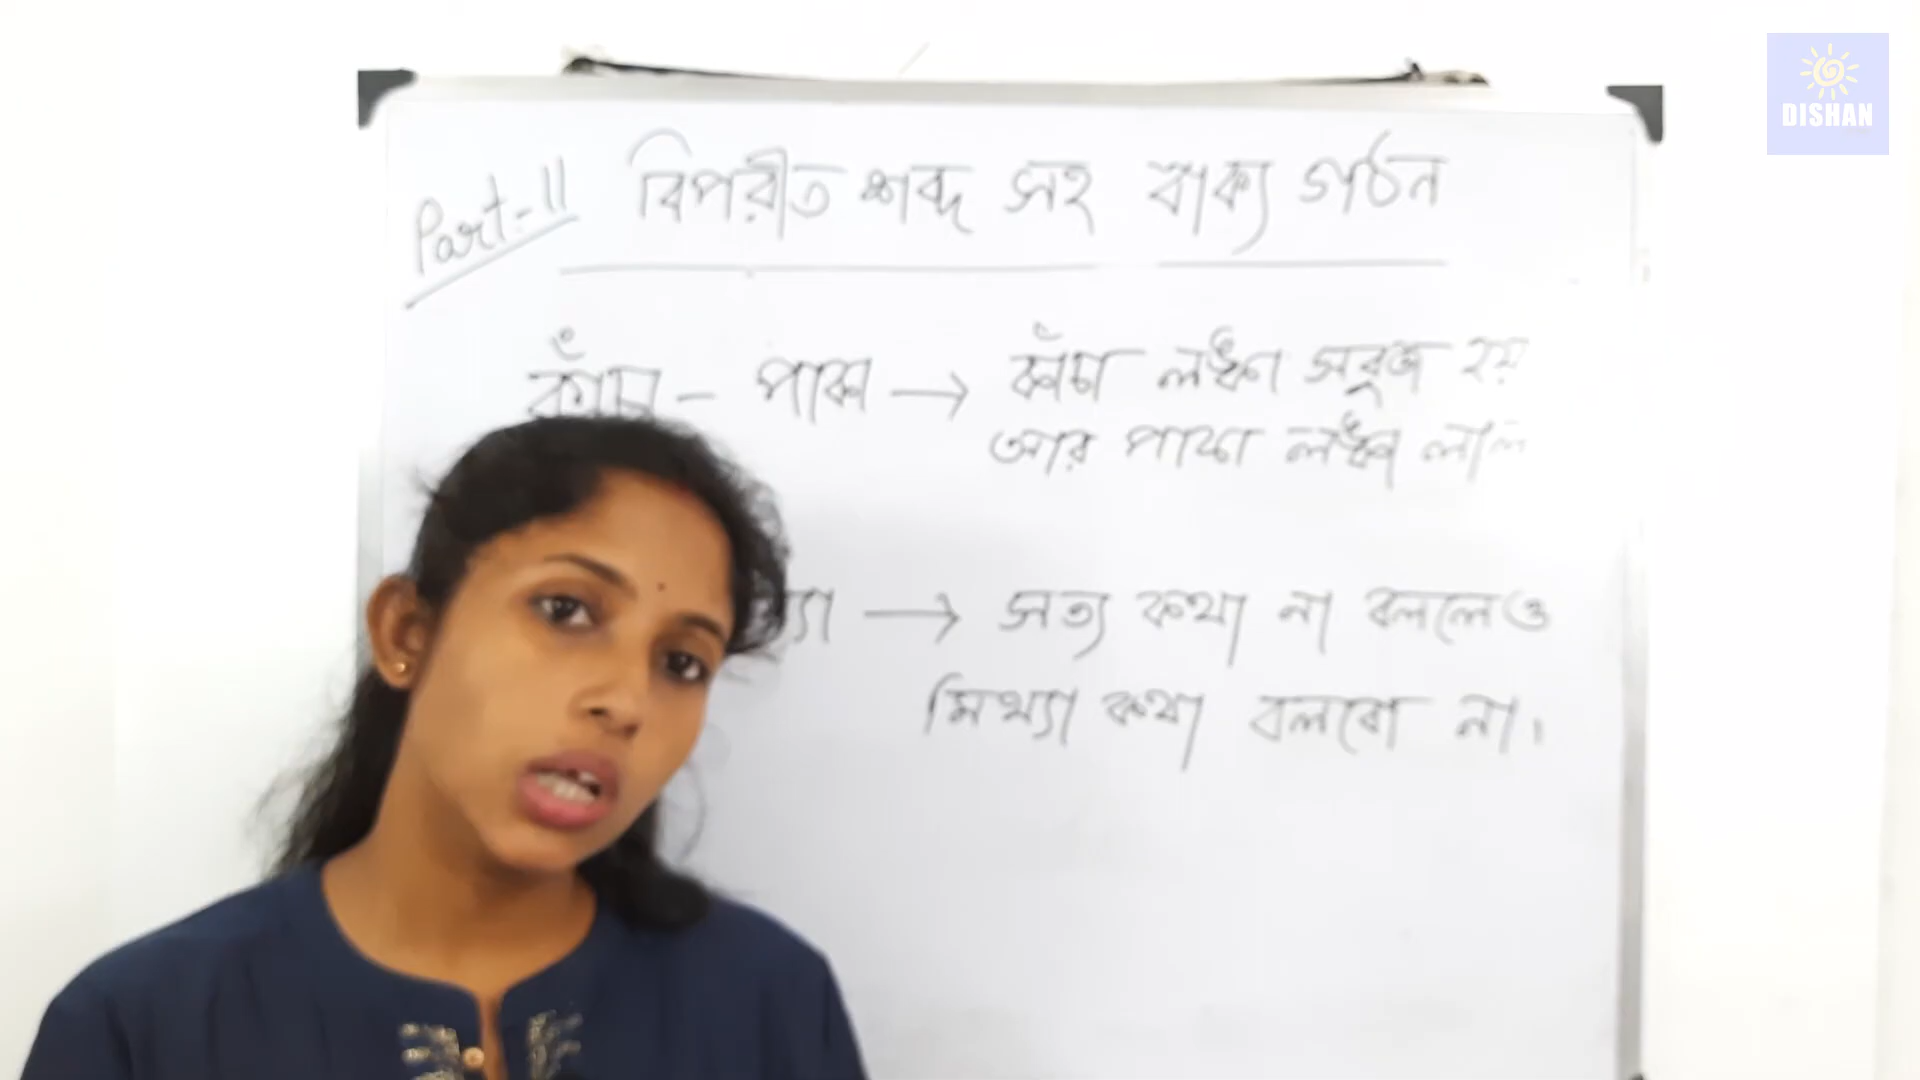 DISHAN
Part-II বিপরীত শব্দ সহ বাক্য গঠন
কাঁচা - পাকা → কাঁচা লঙ্কা সবুজ হয়
আর পাকা লঙ্কা লাল
→ সত্য কথা না বললেও
মিথ্যা কথা বলবো না।